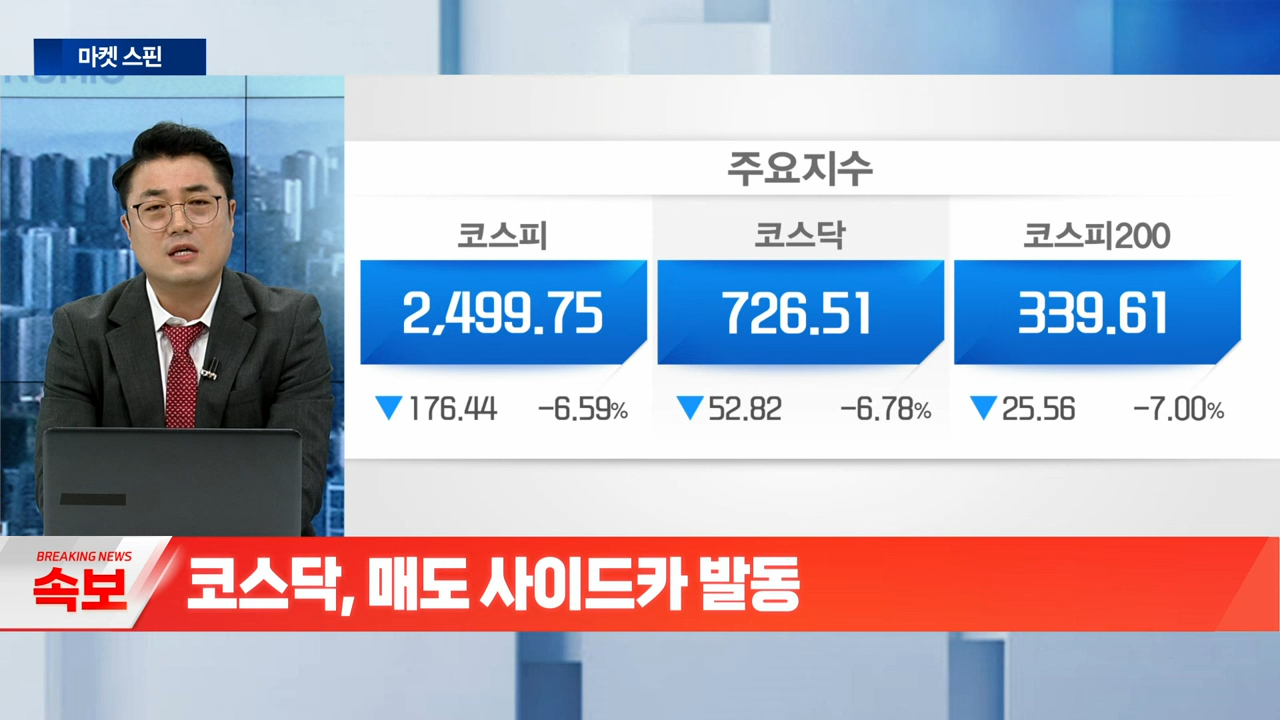 마켓 스핀
주요지수
코스피 코스닥 코스피200
2,499.75 726.51 339.61
▼176.44 -6.59% ▼52.82 -6.78% ▼25.56 -7.00%
BREAKING NEWS
속보
코스닥, 매도 사이드카 발동